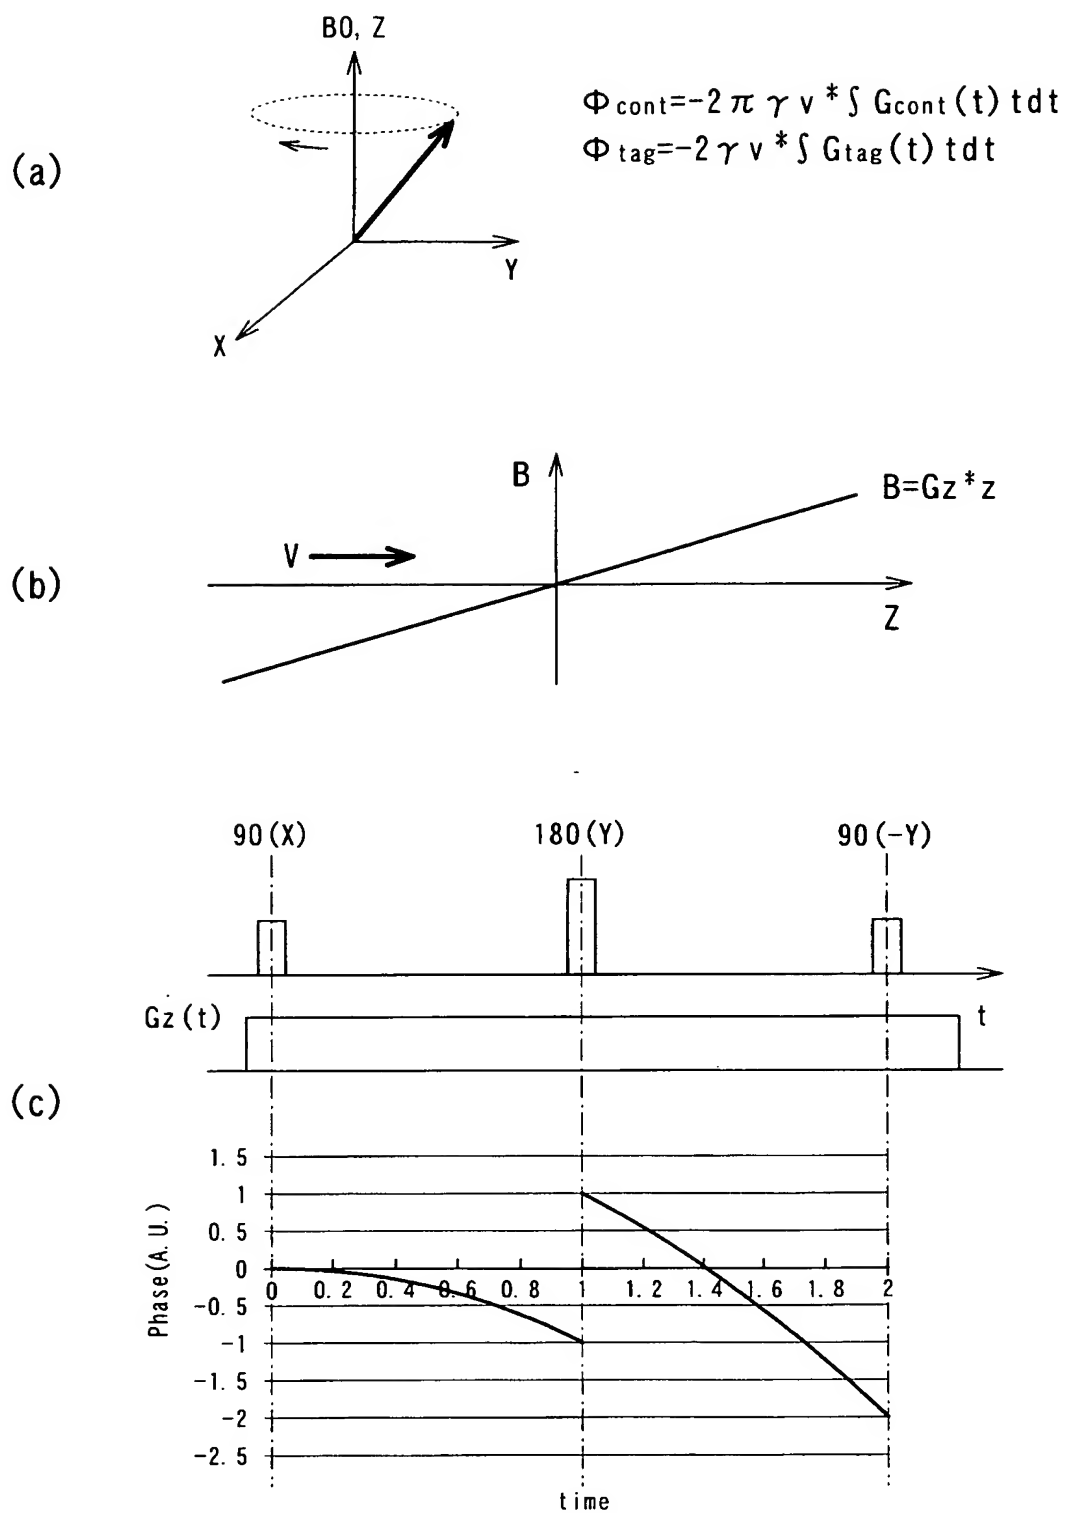 B0, Z
Φcont=-2πγv*∫Gcont(t)tdt
Φtag=-2γv*∫Gtag(t)tdt
(a)
Y
X
B
B=Gz*z
V
(b)
Z
90(X) 180(Y) 90(-Y)
Gz(t) t
(c)
1.5
1
0.5
0
0 0.2 0.4 0.6 0.8 1 1.2 1.4 1.6 1.8 2
-0.5
-1
-1.5
-2
-2.5
Phase(A.U.)
time